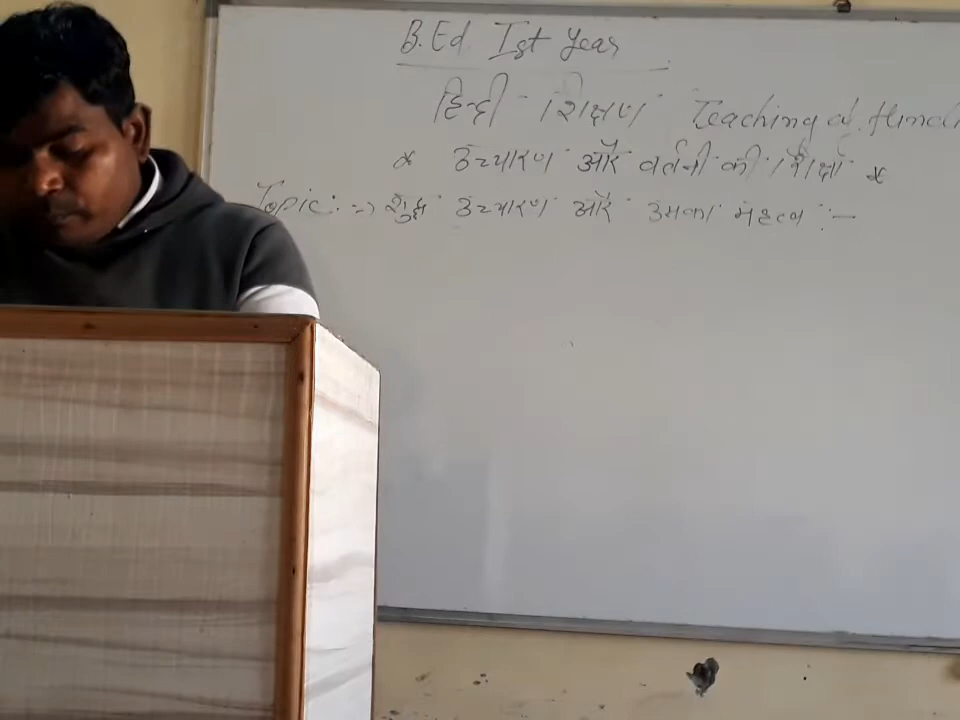 B.Ed. Ist Year
हिन्दी - शिक्षण Teaching of Hindi
* उच्चारण और वर्तनी की शिक्षा *
Topic :=> शुद्ध उच्चारण और उसका महत्व :-